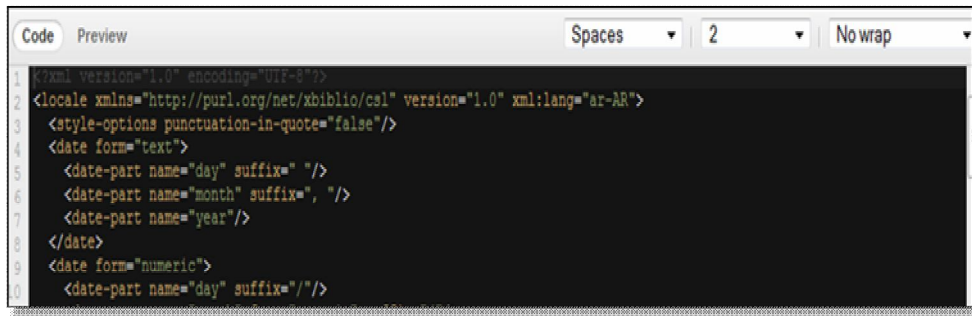 Code Preview Spaces 2 No wrap
1 <?xml version="1.0" encoding="UTF-8"?>
2 <locale xmlns="http://purl.org/net/xbiblio/csl" version="1.0" xml:lang="ar-AR">
3 <style-options punctuation-in-quote="false"/>
4 <date form="text">
5 <date-part name="day" suffix=" "/>
6 <date-part name="month" suffix=", "/>
7 <date-part name="year"/>
8 </date>
9 <date form="numeric">
10 <date-part name="day" suffix="/"/>